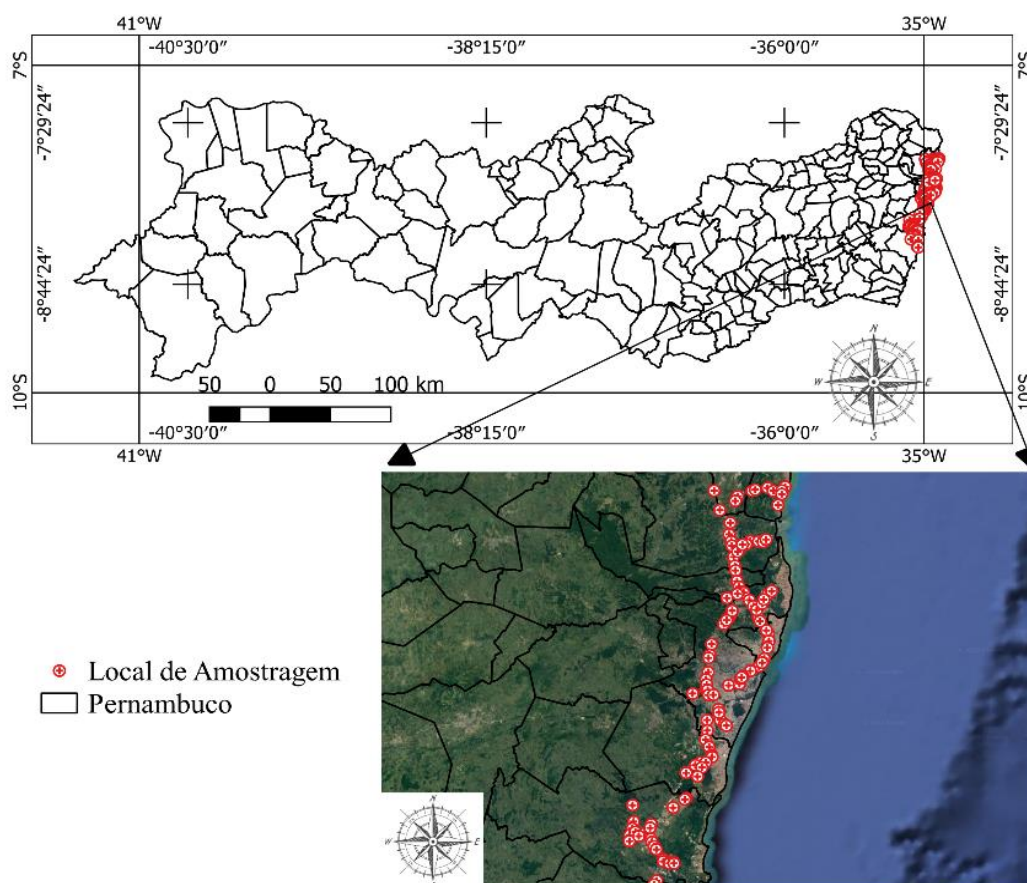 41°W 35°W
-40°30′0″ -38°15′0″ -36°0′0″
7°S 7°S
-7°29′24″ -7°29′24″
-8°44′24″ -8°44′24″
N
50 0 50 100 km
W E
10°S 10°S
S
-40°30′0″ -38°15′0″ -36°0′0″
41°W 35°W
Local de Amostragem
Pernambuco
N
W E
S